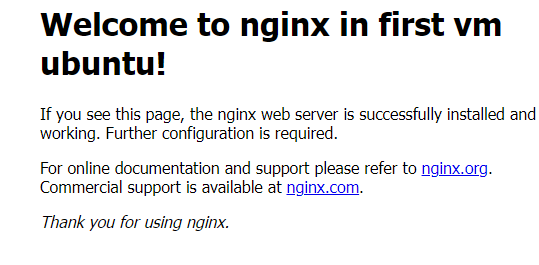 Welcome to nginx in first vm
ubuntu!
If you see this page, the nginx web server is successfully installed and
working. Further configuration is required.
For online documentation and support please refer to nginx.org.
Commercial support is available at nginx.com.
Thank you for using nginx.